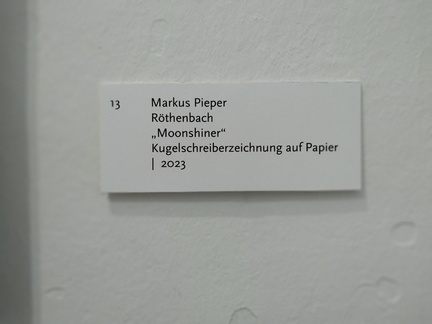 13 Markus Pieper
Röthenbach
„Moonshiner“
Kugelschreiberzeichnung auf Papier
| 2023